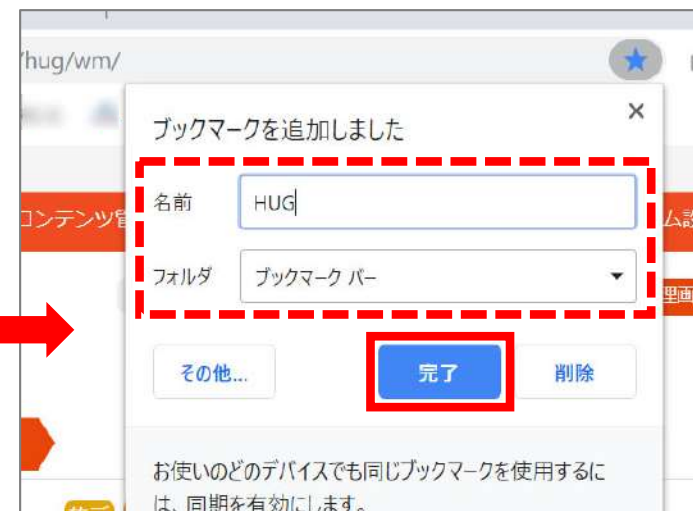 /hug/wm/
ブックマークを追加しました
名前 HUG
コンテンツ管
フォルダ ブックマーク バー
理画
その他...
完了
削除
お使いのどのデバイスでも同じブックマークを使用するに
は、同期を有効にします。